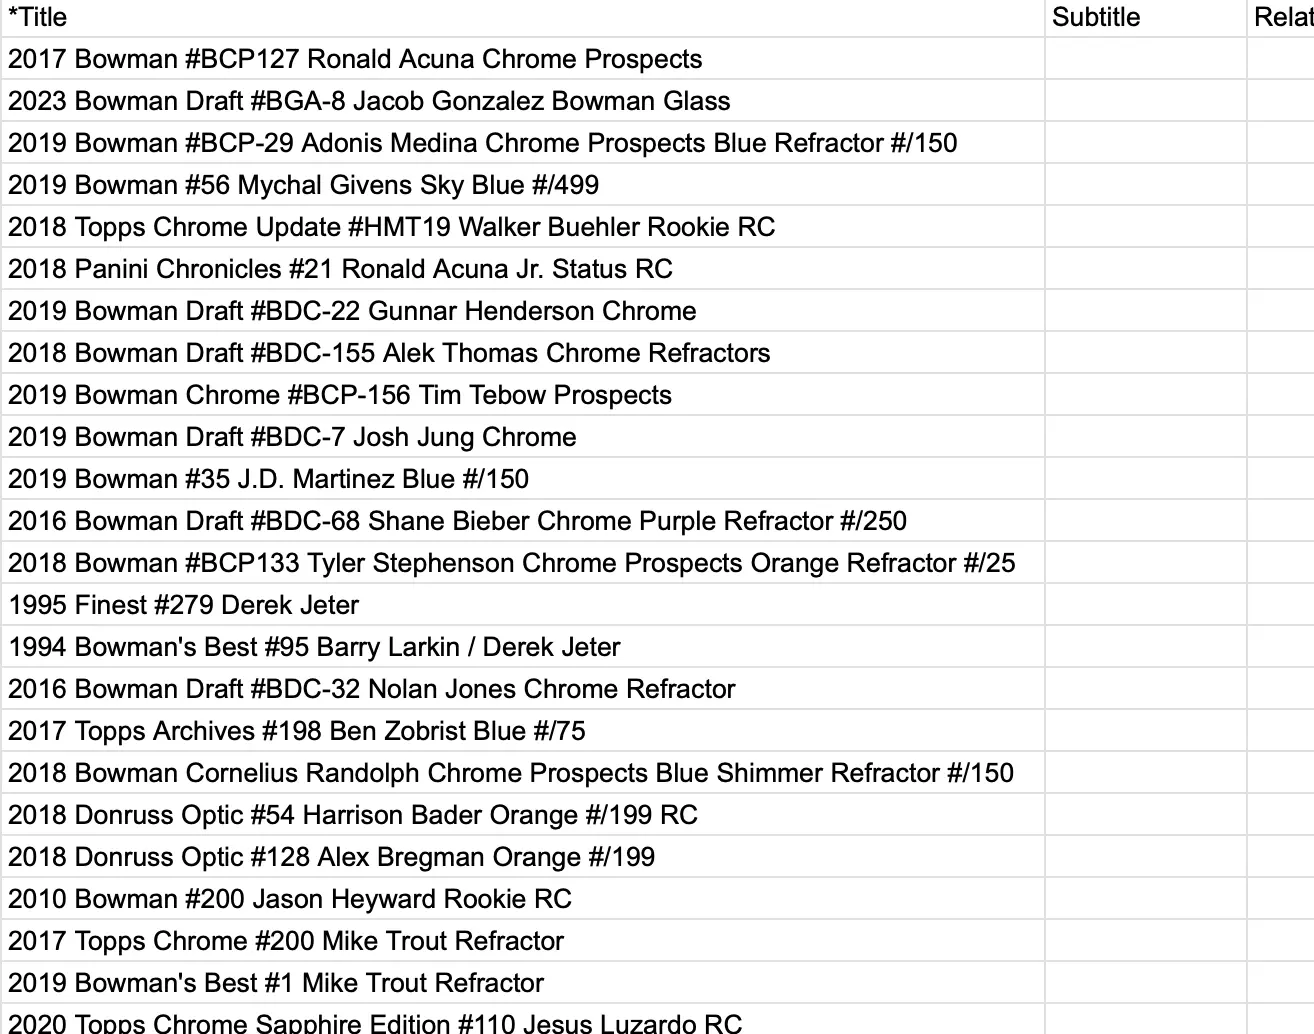 *Title Subtitle Relat
2017 Bowman #BCP127 Ronald Acuna Chrome Prospects
2023 Bowman Draft #BGA-8 Jacob Gonzalez Bowman Glass
2019 Bowman #BCP-29 Adonis Medina Chrome Prospects Blue Refractor #/150
2019 Bowman #56 Mychal Givens Sky Blue #/499
2018 Topps Chrome Update #HMT19 Walker Buehler Rookie RC
2018 Panini Chronicles #21 Ronald Acuna Jr. Status RC
2019 Bowman Draft #BDC-22 Gunnar Henderson Chrome
2018 Bowman Draft #BDC-155 Alek Thomas Chrome Refractors
2019 Bowman Chrome #BCP-156 Tim Tebow Prospects
2019 Bowman Draft #BDC-7 Josh Jung Chrome
2019 Bowman #35 J.D. Martinez Blue #/150
2016 Bowman Draft #BDC-68 Shane Bieber Chrome Purple Refractor #/250
2018 Bowman #BCP133 Tyler Stephenson Chrome Prospects Orange Refractor #/25
1995 Finest #279 Derek Jeter
1994 Bowman's Best #95 Barry Larkin / Derek Jeter
2016 Bowman Draft #BDC-32 Nolan Jones Chrome Refractor
2017 Topps Archives #198 Ben Zobrist Blue #/75
2018 Bowman Cornelius Randolph Chrome Prospects Blue Shimmer Refractor #/150
2018 Donruss Optic #54 Harrison Bader Orange #/199 RC
2018 Donruss Optic #128 Alex Bregman Orange #/199
2010 Bowman #200 Jason Heyward Rookie RC
2017 Topps Chrome #200 Mike Trout Refractor
2019 Bowman's Best #1 Mike Trout Refractor
2020 Topps Chrome Sapphire Edition #110 Jesus Luzardo RC